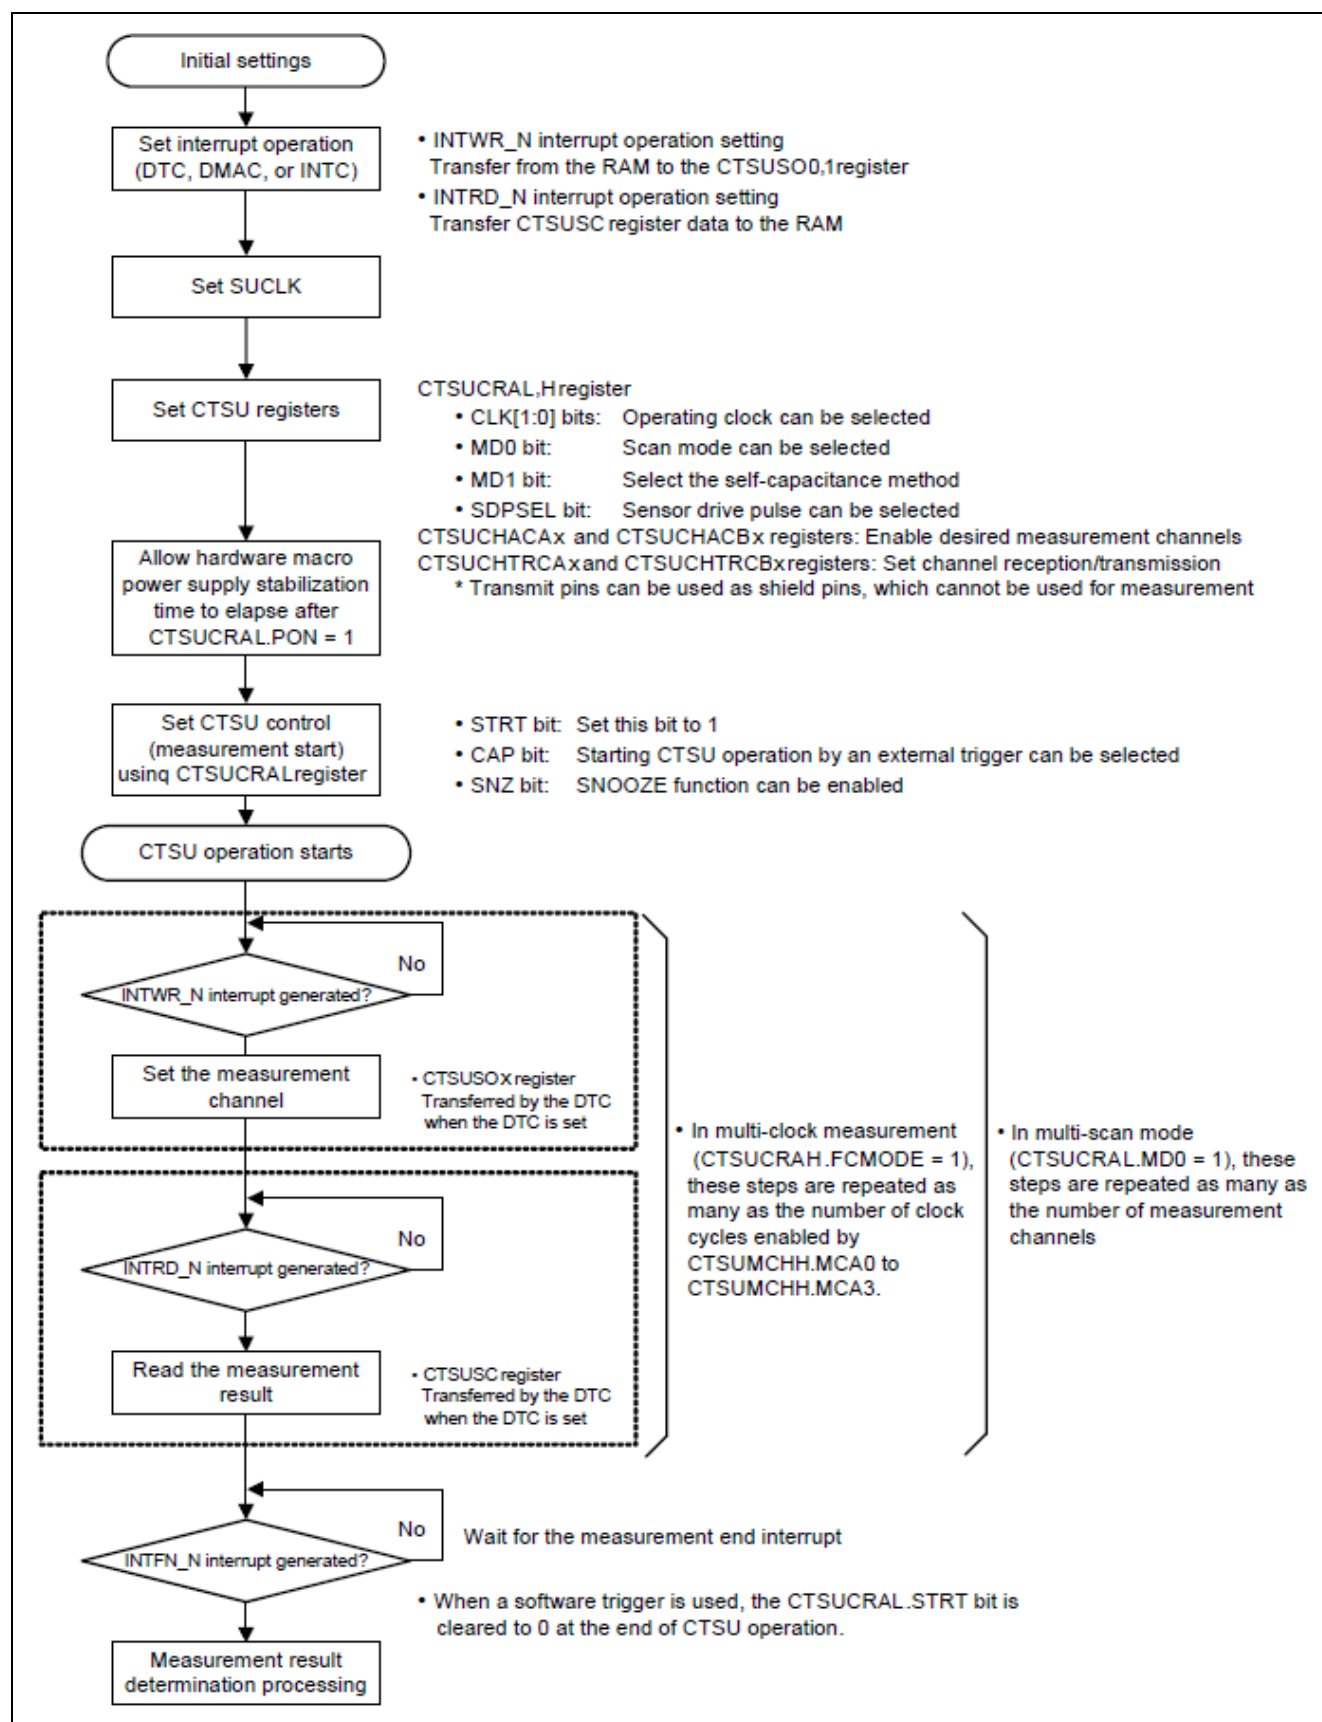 Initial settings
Set interrupt operation
(DTC, DMAC, or INTC)
• INTWR_N interrupt operation setting
Transfer from the RAM to the CTSUSO0,1register
• INTRD_N interrupt operation setting
Transfer CTSUSC register data to the RAM
Set SUCLK
Set CTSU registers
CTSUCRAL,H register
• CLK[1:0] bits: Operating clock can be selected
• MD0 bit: Scan mode can be selected
• MD1 bit: Select the self-capacitance method
• SDPSEL bit: Sensor drive pulse can be selected
CTSUCHACAx and CTSUCHACBx registers: Enable desired measurement channels
CTSUCHTRCAx and CTSUCHTRCBx registers: Set channel reception/transmission
* Transmit pins can be used as shield pins, which cannot be used for measurement
Allow hardware macro
power supply stabilization
time to elapse after
CTSUCRAL.PON = 1
Set CTSU control
(measurement start)
using CTSUCRAL register
• STRT bit: Set this bit to 1
• CAP bit: Starting CTSU operation by an external trigger can be selected
• SNZ bit: SNOOZE function can be enabled
CTSU operation starts
No
INTWR_N interrupt generated?
Set the measurement
channel
• CTSUSOx register
Transferred by the DTC
when the DTC is set
No
INTRD_N interrupt generated?
Read the measurement
result
• CTSUSC register
Transferred by the DTC
when the DTC is set
• In multi-clock measurement
(CTSUCRAH.FCMODE = 1),
these steps are repeated as
many as the number of clock
cycles enabled by
CTSUMCHH.MCA0 to
CTSUMCHH.MCA3.
• In multi-scan mode
(CTSUCRAL.MD0 = 1), these
steps are repeated as many as
the number of measurement
channels
No
INTFN_N interrupt generated?
Wait for the measurement end interrupt
• When a software trigger is used, the CTSUCRAL.STRT bit is
cleared to 0 at the end of CTSU operation.
Measurement result
determination processing